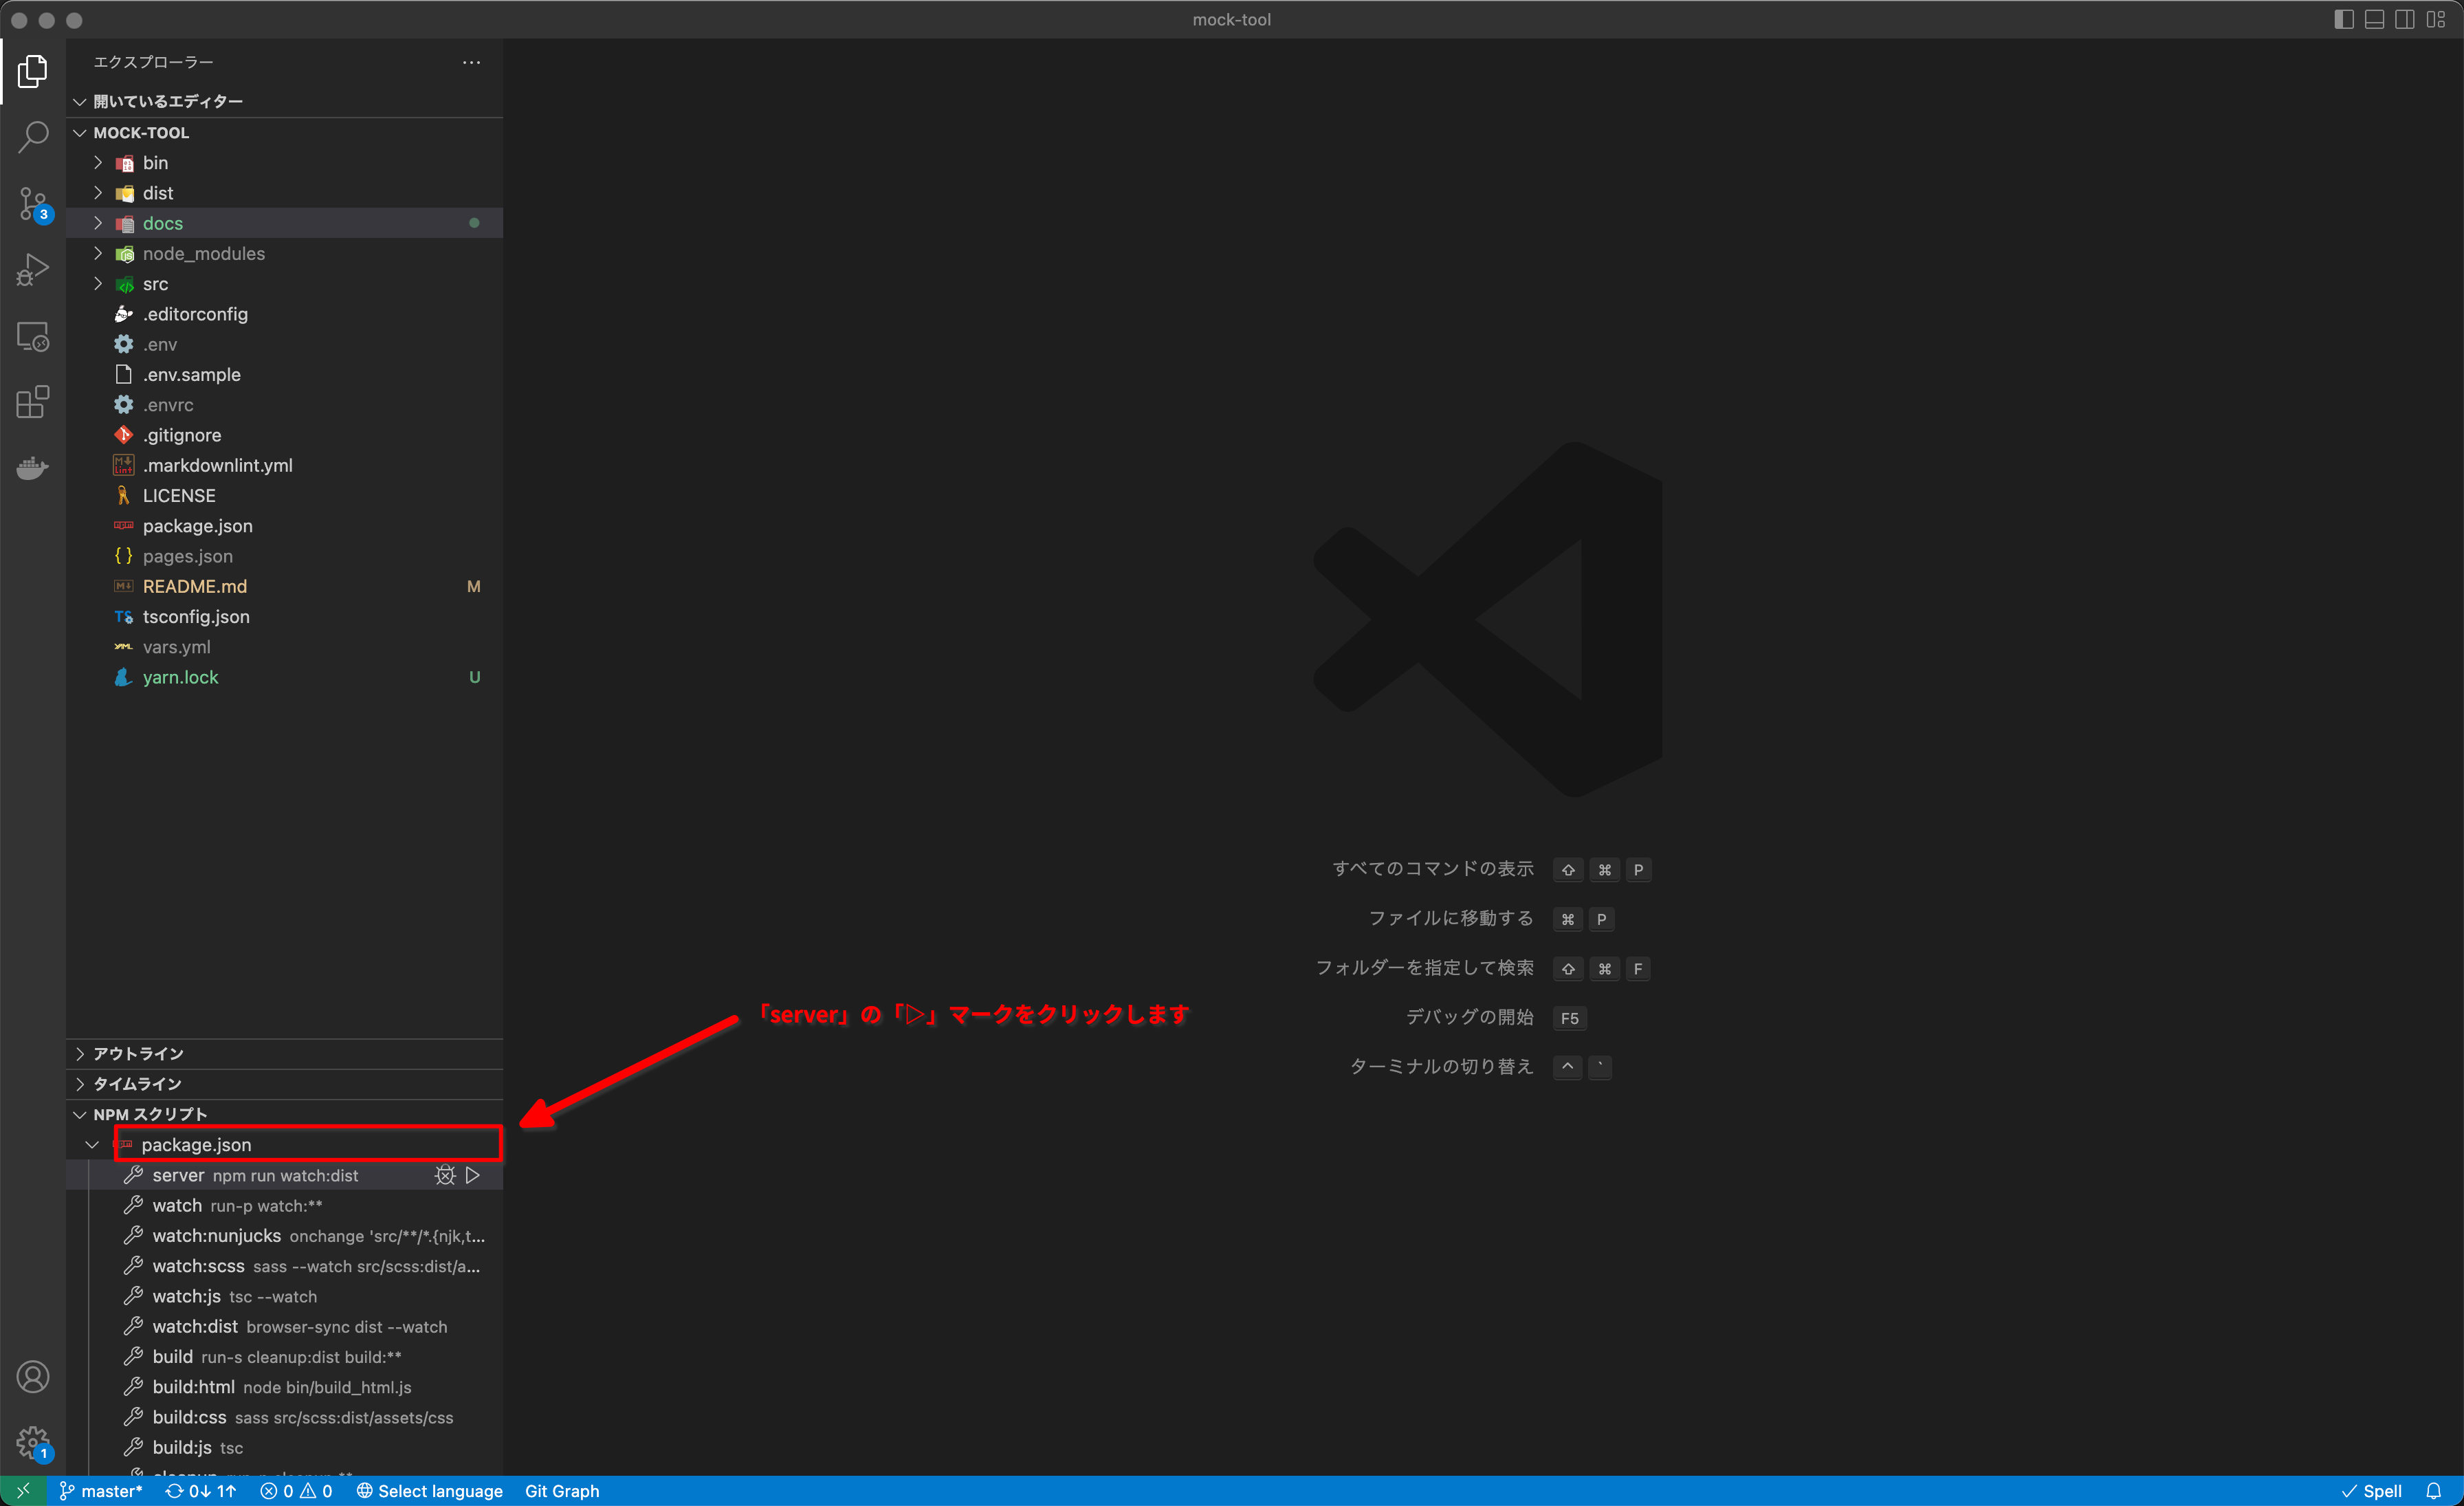 mock-tool
エクスプローラー
開いているエディター
MOCK-TOOL
bin
dist
docs
node_modules
src
.editorconfig
.env
.env.sample
.envrc
.gitignore
.markdownlint.yml
LICENSE
package.json
pages.json
README.md M
tsconfig.json
vars.yml
yarn.lock U
アウトライン
タイムライン
NPM スクリプト
package.json
server npm run watch:dist
watch run-p watch:**
watch:nunjucks onchange 'src/**/*.{njk,t...
watch:scss sass --watch src/scss:dist/a...
watch:js tsc --watch
watch:dist browser-sync dist --watch
build run-s cleanup:dist build:**
build:html node bin/build_html.js
build:css sass src/scss:dist/assets/css
build:js tsc
3
1
すべてのコマンドの表示 ⇧ ⌘ P
ファイルに移動する ⌘ P
フォルダーを指定して検索 ⇧ ⌘ F
デバッグの開始 F5
ターミナルの切り替え ^ `
「server」の「▷」マークをクリックします
master* 0↓ 1↑ 0 0 Select language Git Graph
Spell